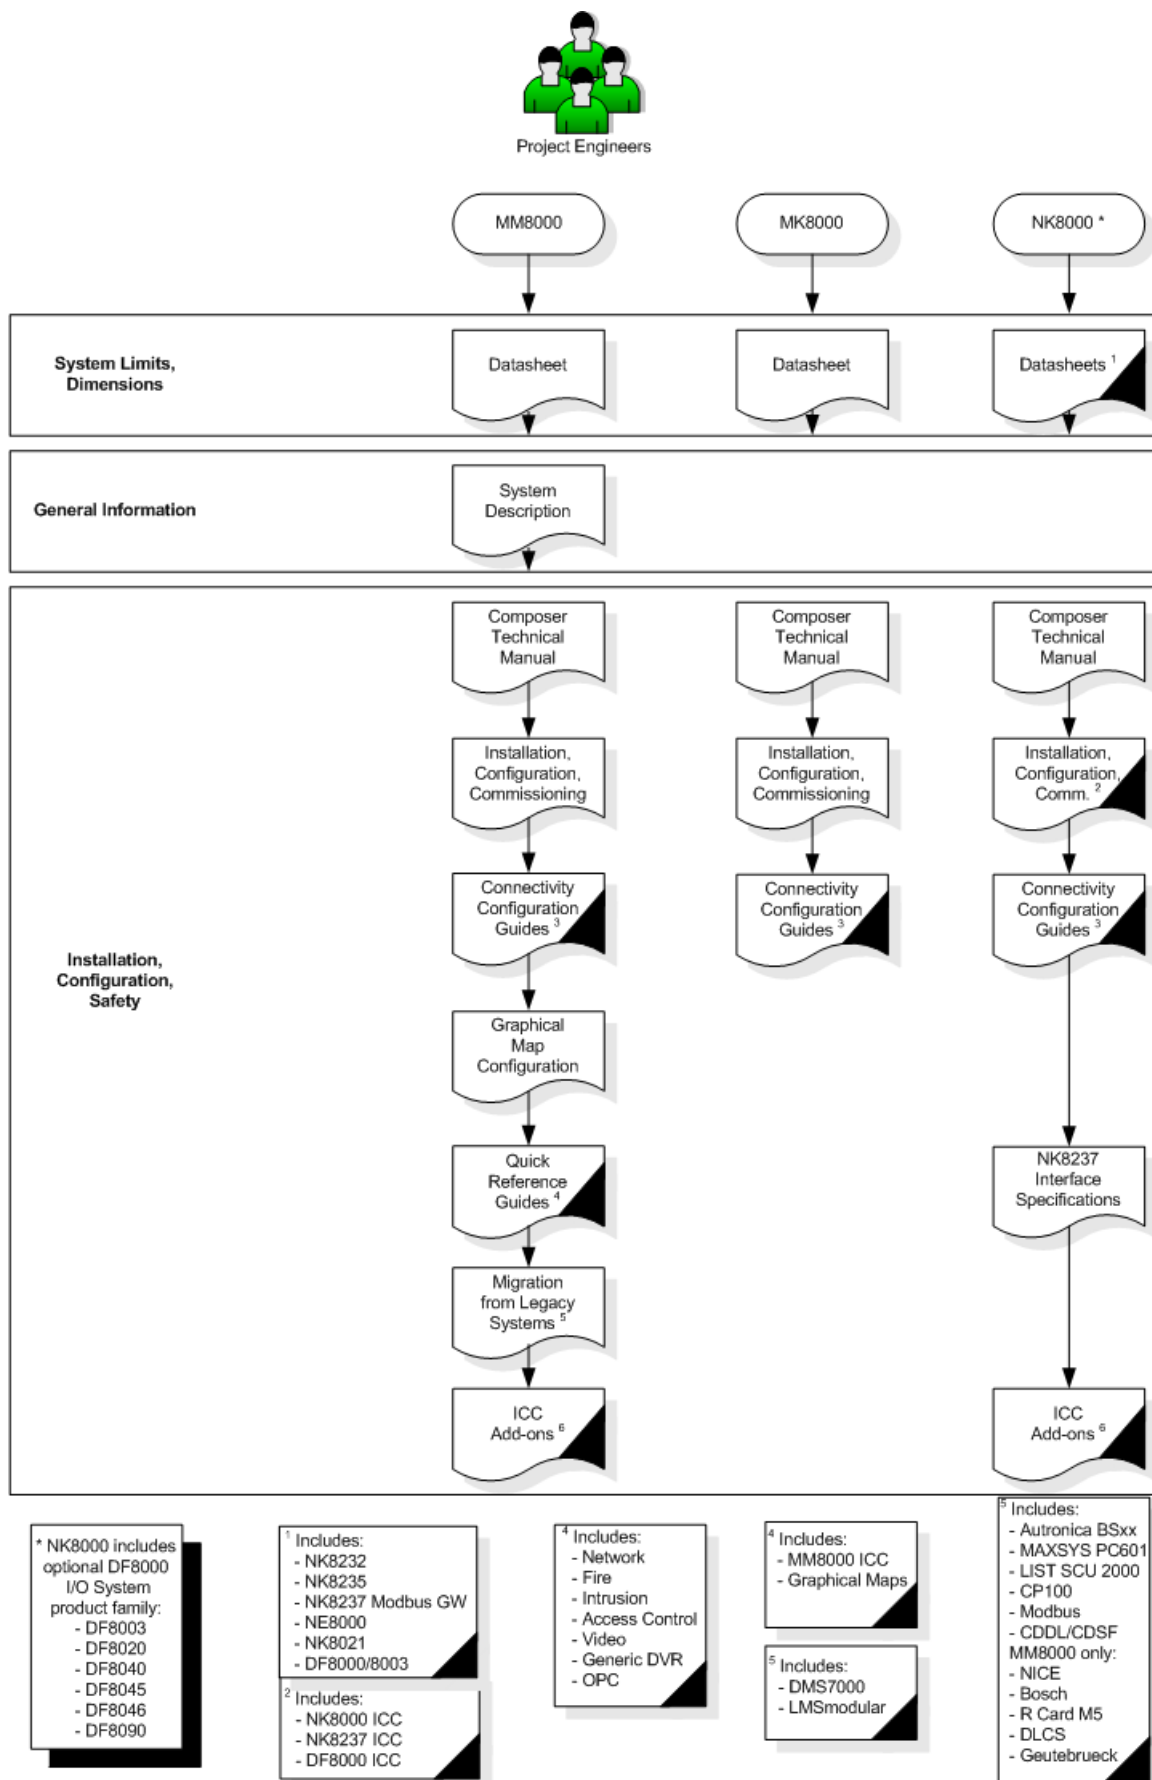 Project Engineers
MM8000
MK8000
NK8000 *
System Limits,
Dimensions
Datasheet
Datasheet
Datasheets 1
General Information
System
Description
Installation,
Configuration,
Safety
Composer
Technical
Manual
Composer
Technical
Manual
Composer
Technical
Manual
Installation,
Configuration,
Commissioning
Installation,
Configuration,
Commissioning
Installation,
Configuration,
Comm. 2
Connectivity
Configuration
Guides 3
Connectivity
Configuration
Guides 3
Connectivity
Configuration
Guides 3
Graphical
Map
Configuration
Quick
Reference
Guides 4
NK8237
Interface
Specifications
Migration
from Legacy
Systems 5
ICC
Add-ons 6
ICC
Add-ons 6
* NK8000 includes
optional DF8000
I/O System
product family:
- DF8003
- DF8020
- DF8040
- DF8045
- DF8046
- DF8090
1 Includes:
- NK8232
- NK8235
- NK8237 Modbus GW
- NE8000
- NK8021
- DF8000/8003
2 Includes:
- NK8000 ICC
- NK8237 ICC
- DF8000 ICC
4 Includes:
- Network
- Fire
- Intrusion
- Access Control
- Video
- Generic DVR
- OPC
4 Includes:
- MM8000 ICC
- Graphical Maps
5 Includes:
- DMS7000
- LMSmodular
5 Includes:
- Autronica BSxx
- MAXSYS PC601
- LIST SCU 2000
- CP100
- Modbus
- CDDL/CDSF
MM8000 only:
- NICE
- Bosch
- R Card M5
- DLCS
- Geutebrueck